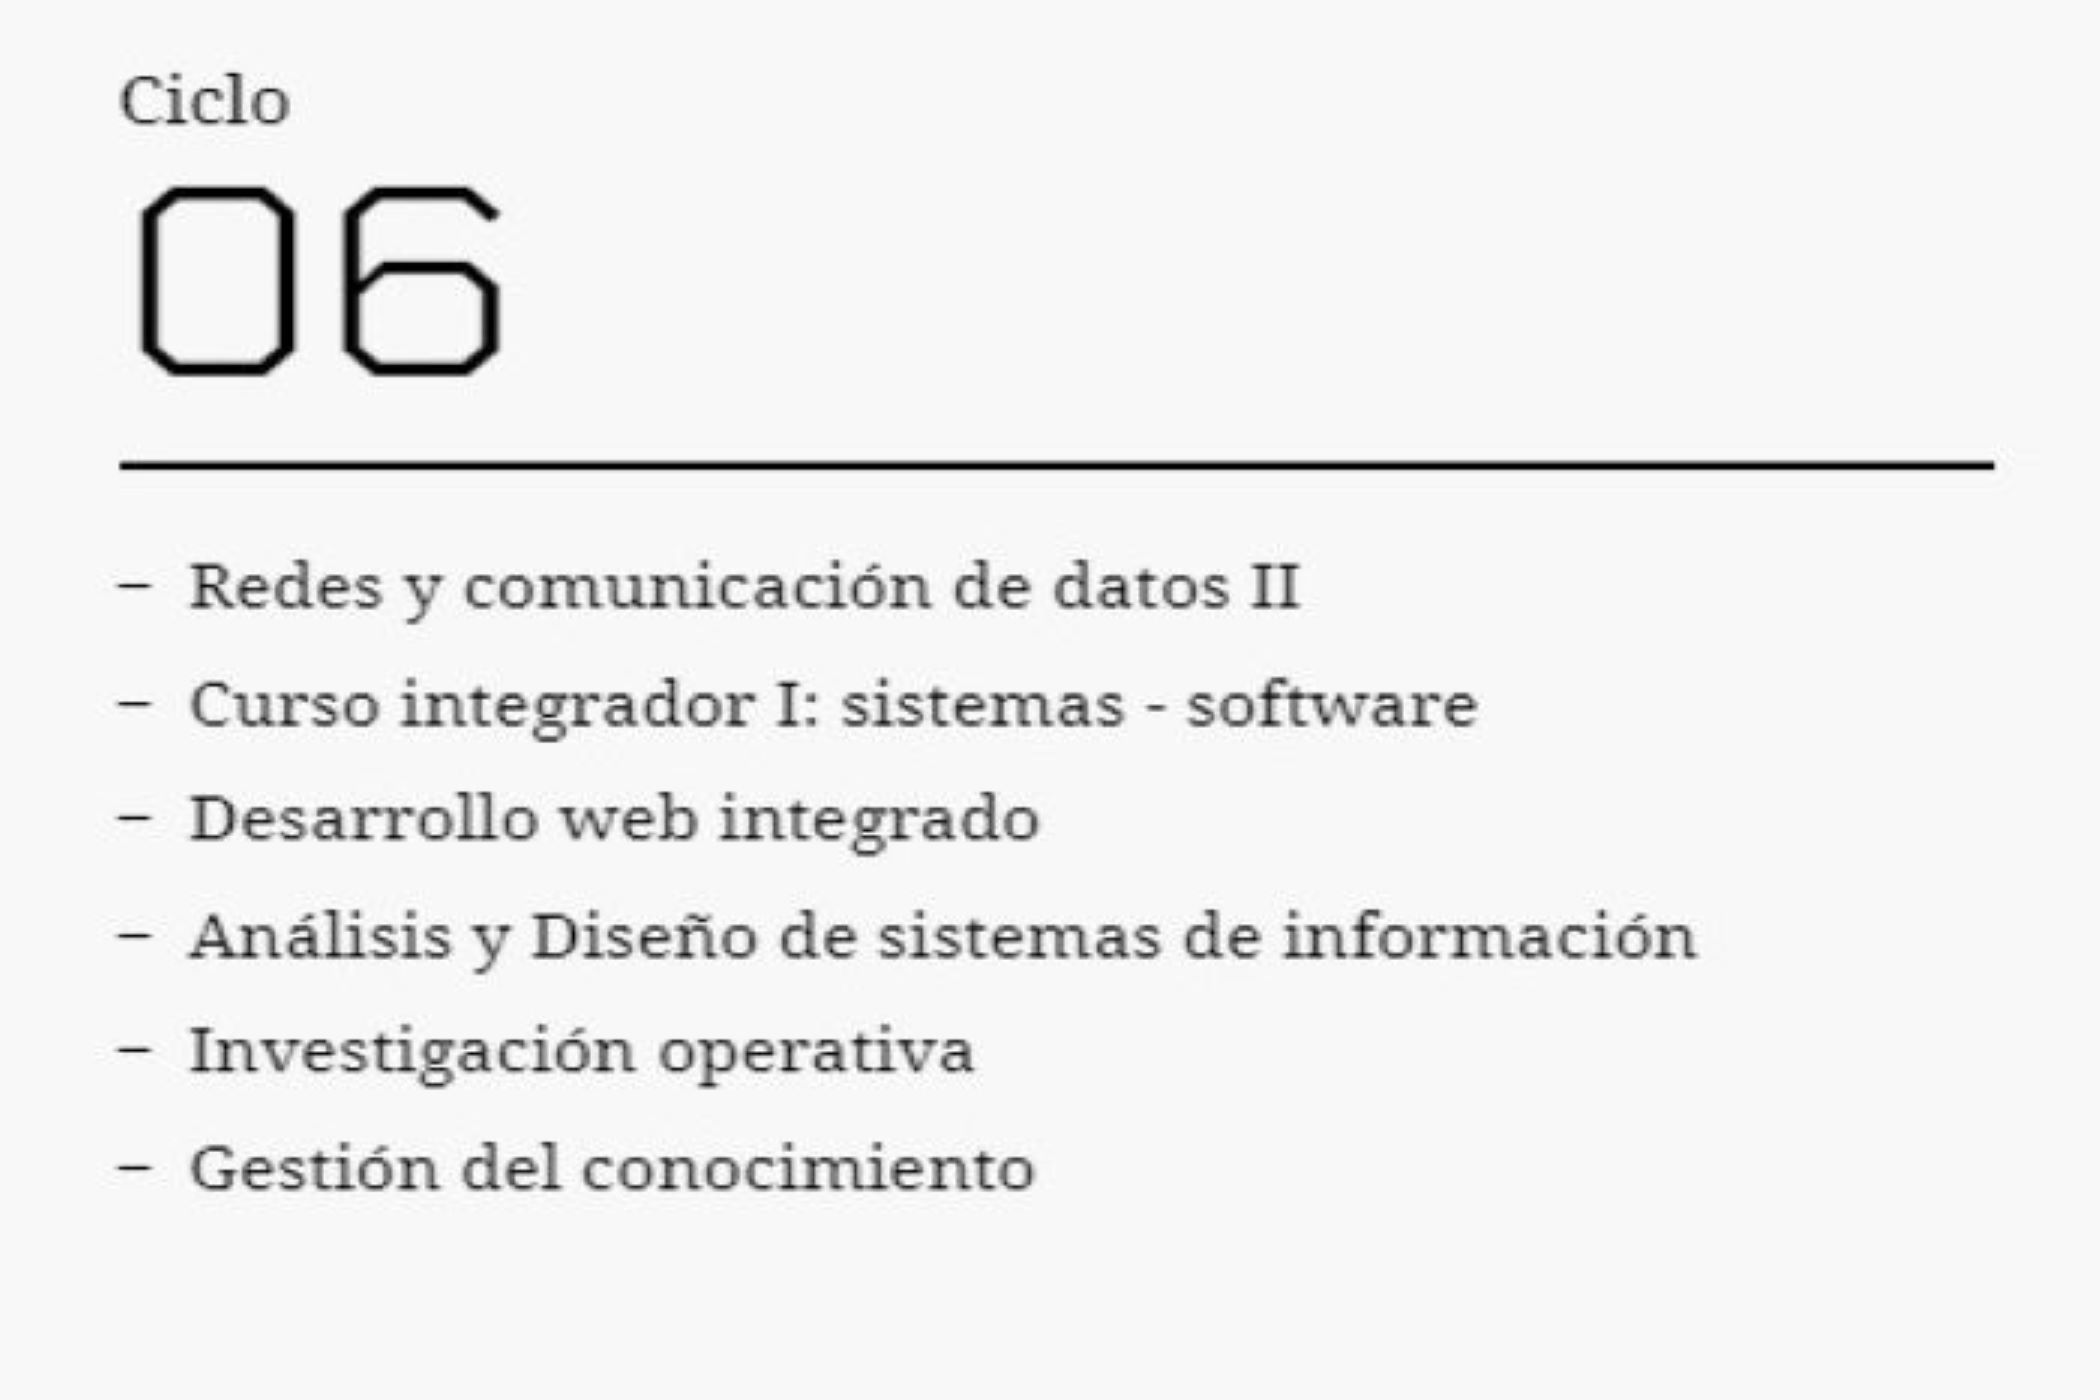 Ciclo
06
– Redes y comunicación de datos II
– Curso integrador I: sistemas - software
– Desarrollo web integrado
– Análisis y Diseño de sistemas de información
– Investigación operativa
– Gestión del conocimiento